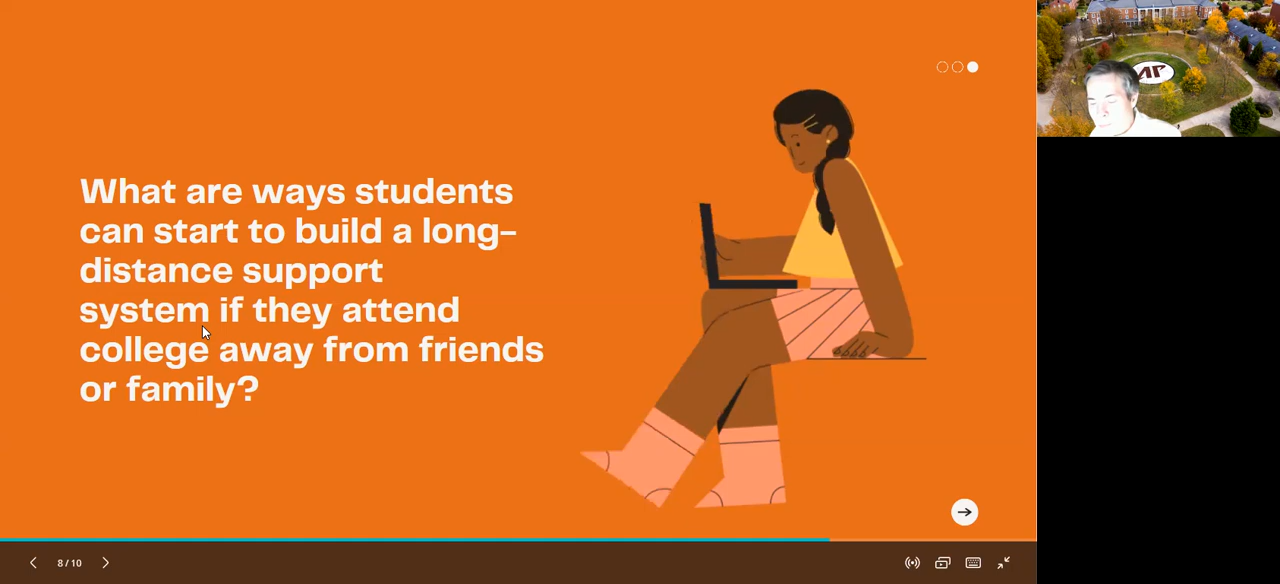 What are ways students
can start to build a long-
distance support
system if they attend
college away from friends
or family?
8 / 10
AP